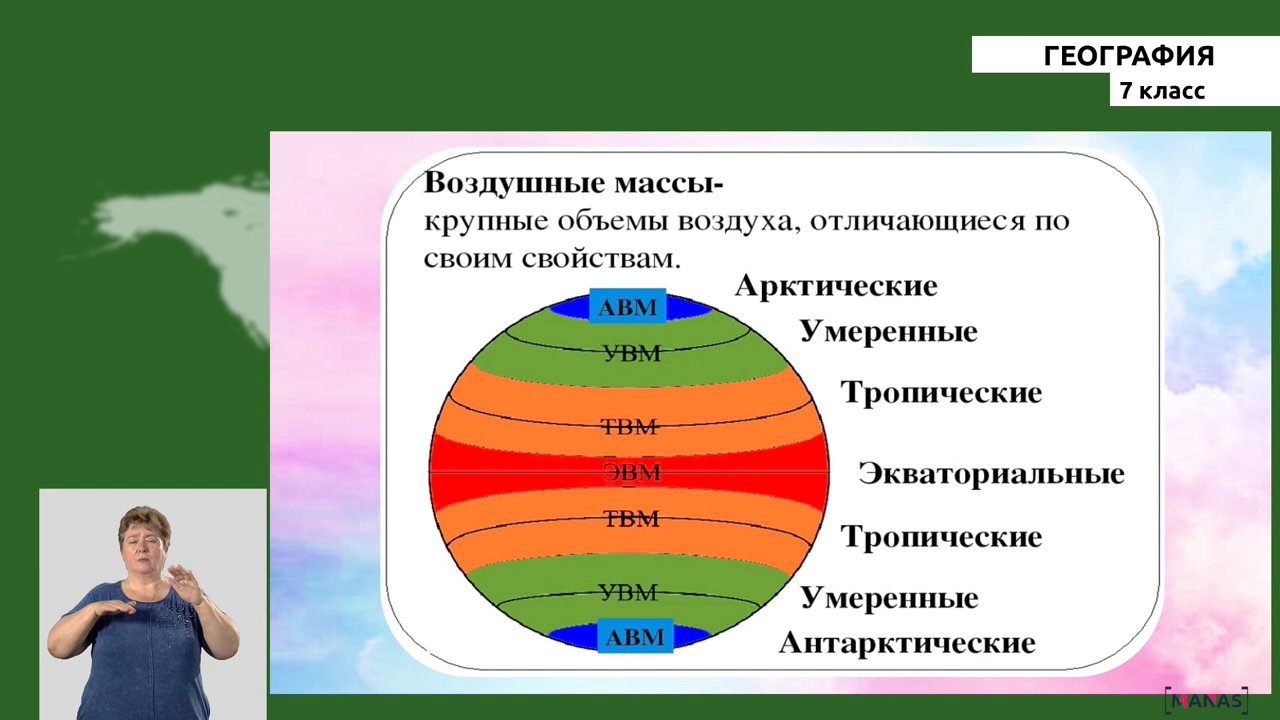 ГЕОГРАФИЯ
7 класс
Воздушные массы-
крупные объемы воздуха, отличающиеся по
своим свойствам.
АВМ
Арктические
УВМ
Умеренные
ТВМ
Тропические
ЭВМ
Экваториальные
ТВМ
Тропические
УВМ
Умеренные
АВМ
Антарктические
[MANAS]